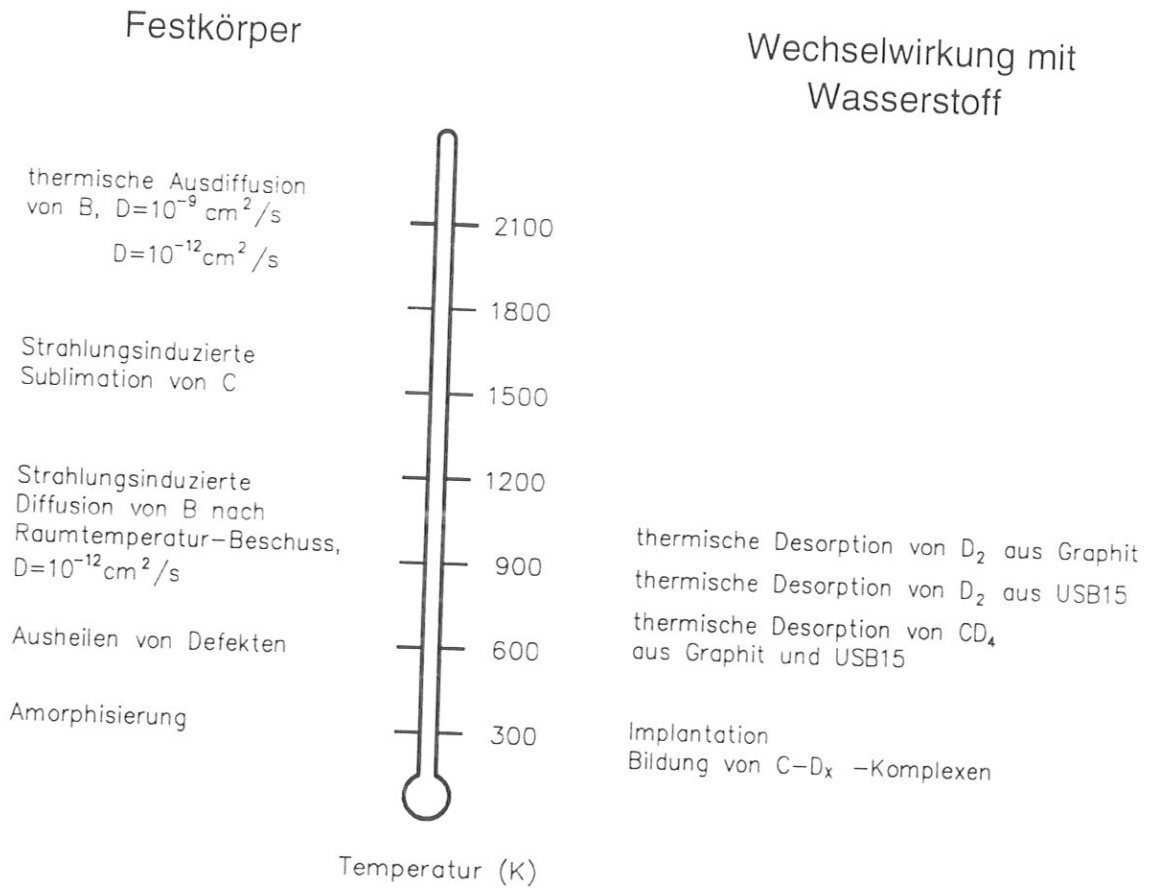 Festkörper
thermische Ausdiffusion
von B, D=10⁻⁹ cm²/s
D=10⁻¹²cm²/s
Strahlungsinduzierte
Sublimation von C
Strahlungsinduzierte
Diffusion von B nach
Raumtemperatur-Beschuss,
D=10⁻¹²cm²/s
Ausheilen von Defekten
Amorphisierung
2100
1800
1500
1200
900
600
300
Temperatur (K)
Wechselwirkung mit
Wasserstoff
thermische Desorption von D₂ aus Graphit
thermische Desorption von D₂ aus USB15
thermische Desorption von CD₄
aus Graphit und USB15
Implantation
Bildung von C-Dₓ -Komplexen